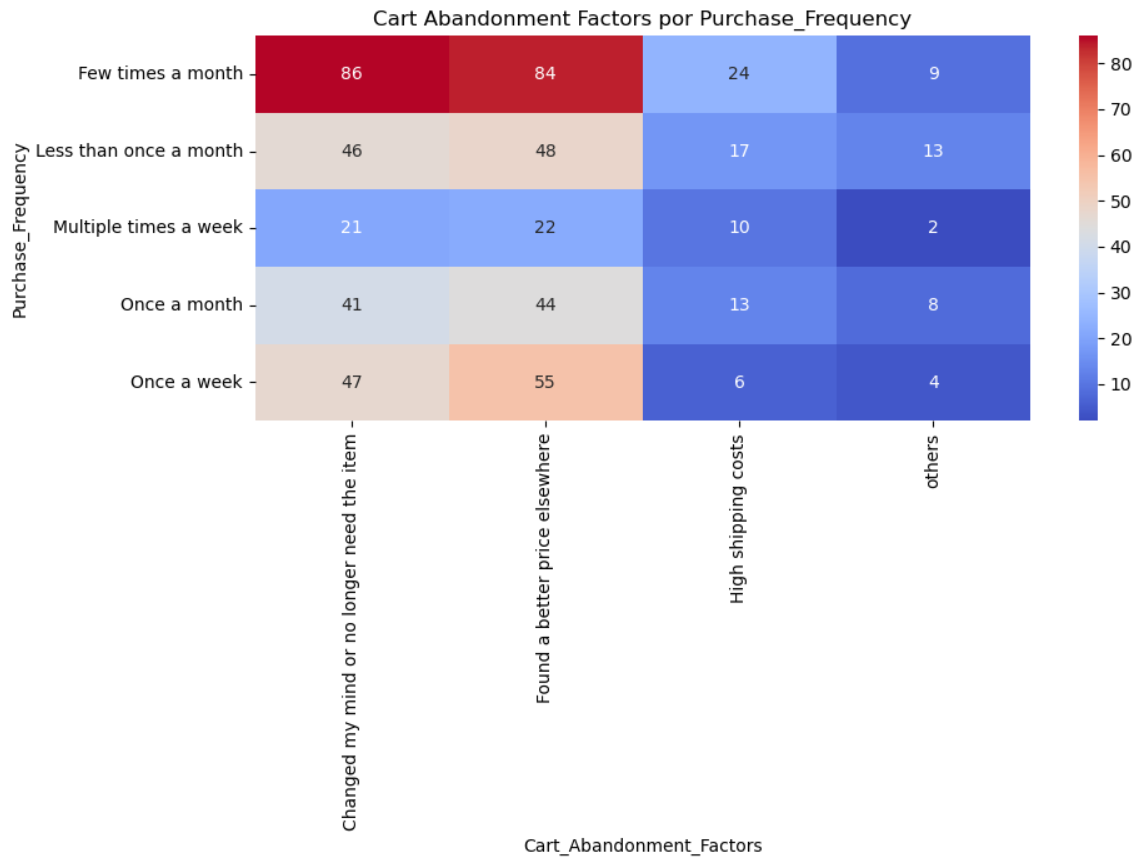 Cart Abandonment Factors por Purchase_Frequency
Purchase_Frequency
Few times a month 86 84 24 9
Less than once a month 46 48 17 13
Multiple times a week 21 22 10 2
Once a month 41 44 13 8
Once a week 47 55 6 4
80
70
60
50
40
30
20
10
Changed my mind or no longer need the item
Found a better price elsewhere
High shipping costs
others
Cart_Abandonment_Factors